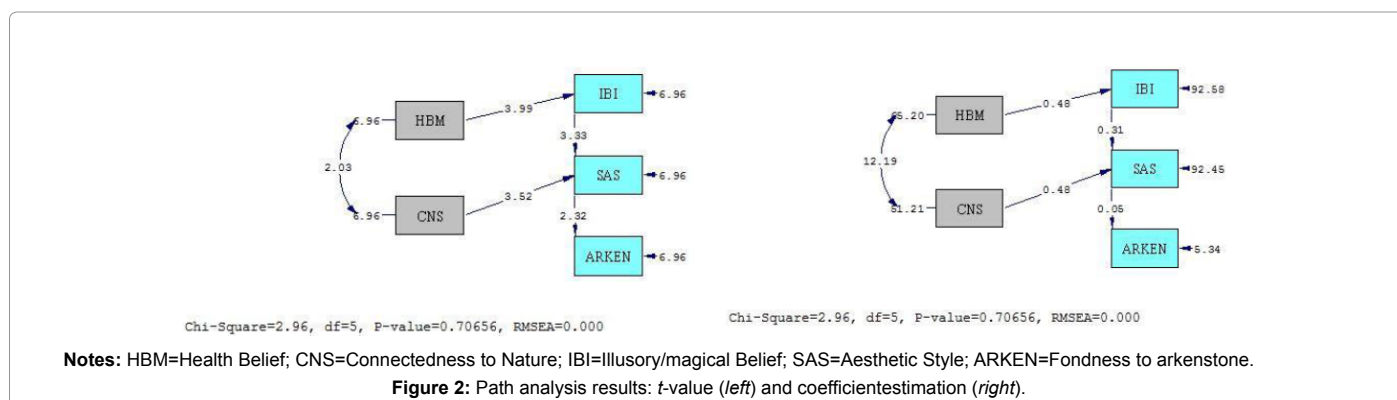 IBI
6.96
3.99
6.96
HBM
3.33
2.03
SAS
6.96
3.52
6.96
CNS
2.32
ARKEN
6.96
Chi-Square=2.96, df=5, P-value=0.70656, RMSEA=0.000
IBI
92.58
0.48
65.20
HBM
0.31
12.19
SAS
92.45
0.48
51.21
CNS
0.05
ARKEN
5.34
Chi-Square=2.96, df=5, P-value=0.70656, RMSEA=0.000
Notes: HBM=Health Belief; CNS=Connectedness to Nature; IBI=Illusory/magical Belief; SAS=Aesthetic Style; ARKEN=Fondness to arkenstone.
Figure 2: Path analysis results: t-value (left) and coefficientestimation (right).